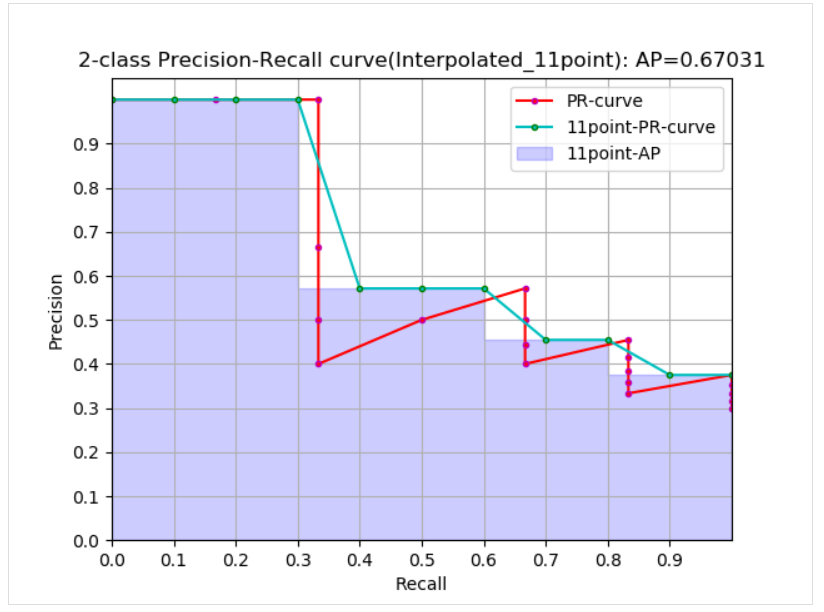 2-class Precision-Recall curve(Interpolated_11point): AP=0.67031
PR-curve
11point-PR-curve
11point-AP
0.9
0.8
0.7
0.6
0.5
0.4
0.3
0.2
0.1
0.0
Precision
0.0 0.1 0.2 0.3 0.4 0.5 0.6 0.7 0.8 0.9
Recall